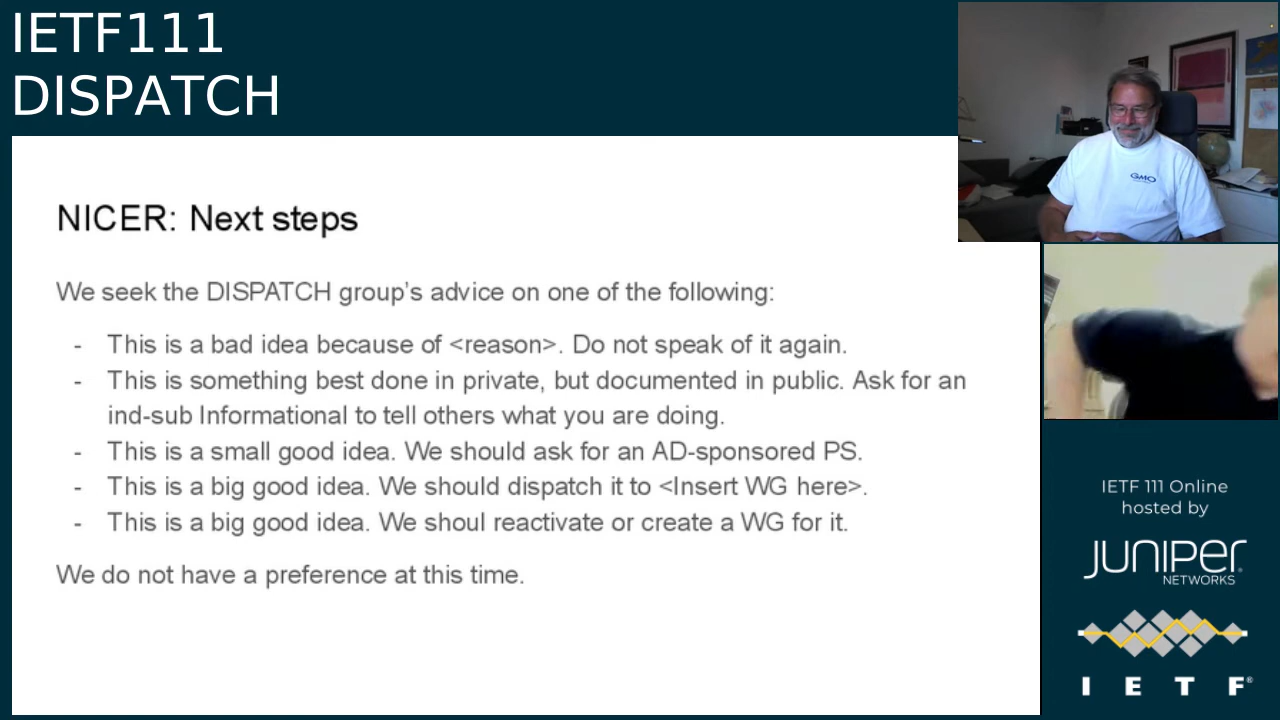 IETF111
DISPATCH
GMO
NICER: Next steps
We seek the DISPATCH group's advice on one of the following:
- This is a bad idea because of <reason>. Do not speak of it again.
- This is something best done in private, but documented in public. Ask for an
ind-sub Informational to tell others what you are doing.
- This is a small good idea. We should ask for an AD-sponsored PS.
- This is a big good idea. We should dispatch it to <Insert WG here>.
- This is a big good idea. We shoul reactivate or create a WG for it.
We do not have a preference at this time.
IETF 111 Online
hosted by
JUNIPER
NETWORKS
I E T F®